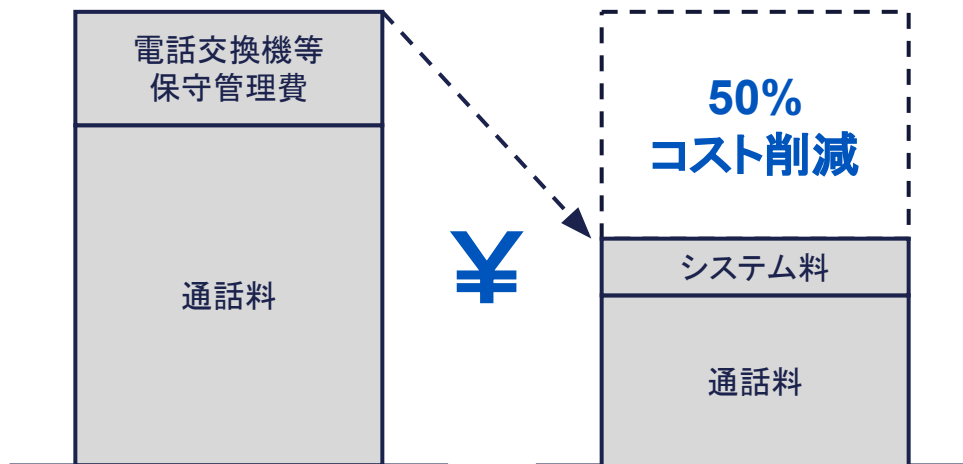 電話交換機等
保守管理費
通話料
¥
50%
コスト削減
システム料
通話料